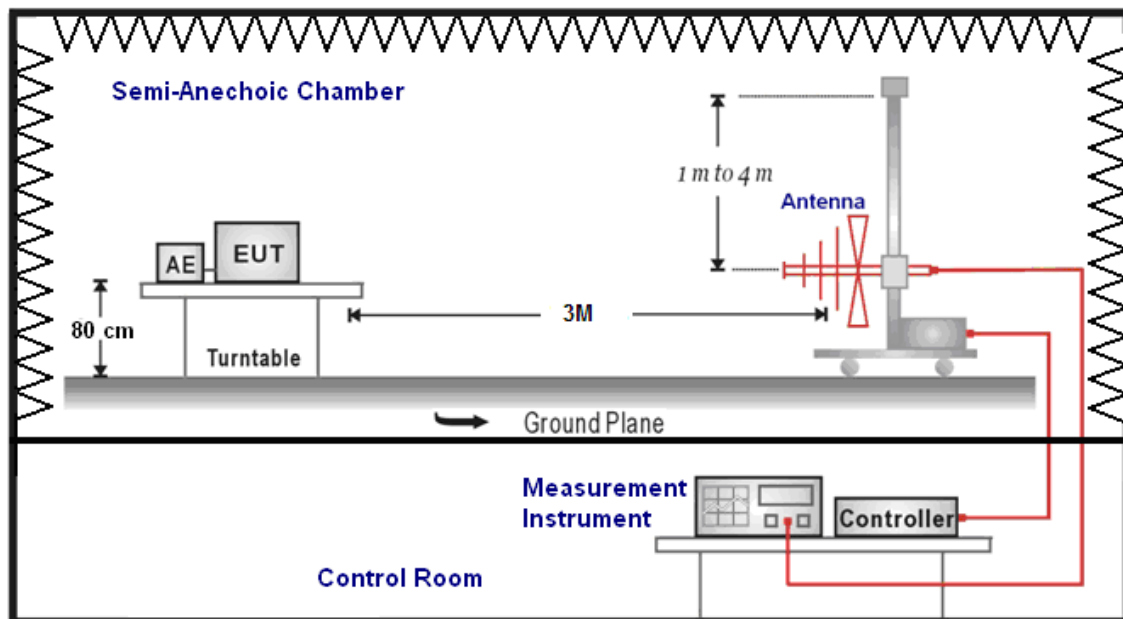 Semi-Anechoic Chamber
1 m to 4 m
Antenna
AE
EUT
80 cm
3M
Turntable
Ground Plane
Measurement
Instrument
Controller
Control Room